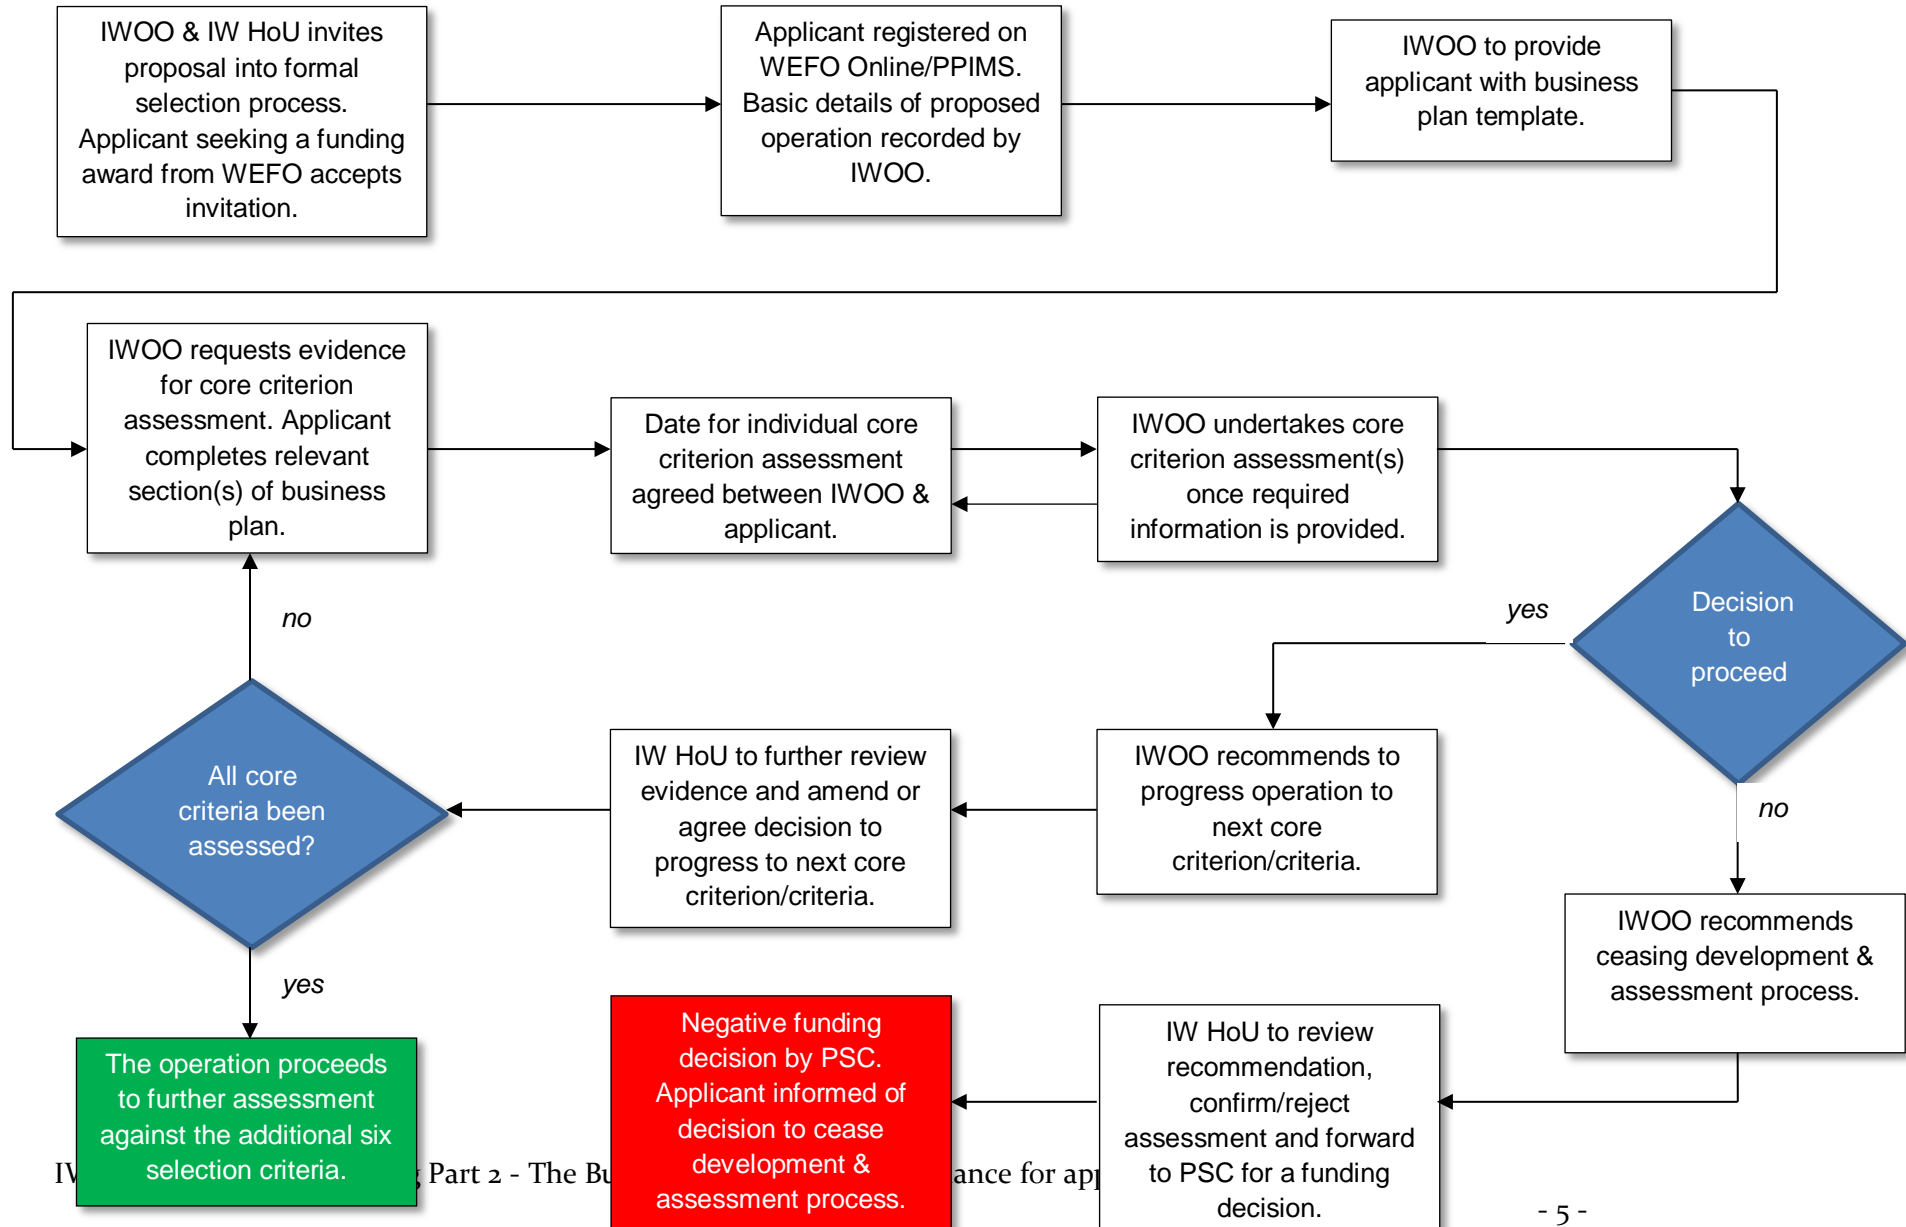 IWOO & IW HoU invites
proposal into formal
selection process.
Applicant seeking a funding
award from WEFO accepts
invitation.
Applicant registered on
WEFO Online/PPIMS.
Basic details of proposed
operation recorded by
IWOO.
IWOO to provide
applicant with business
plan template.
IWOO requests evidence
for core criterion
assessment. Applicant
completes relevant
section(s) of business
plan.
Date for individual core
criterion assessment
agreed between IWOO &
applicant.
IWOO undertakes core
criterion assessment(s)
once required
information is provided.
Decision
to
proceed
yes
no
no
All core
criteria been
assessed?
IW HoU to further review
evidence and amend or
agree decision to
progress to next core
criterion/criteria.
IWOO recommends to
progress operation to
next core
criterion/criteria.
IWOO recommends
ceasing development &
assessment process.
yes
The operation proceeds
to further assessment
against the additional six
selection criteria.
Negative funding
decision by PSC.
Applicant informed of
decision to cease
development &
assessment process.
IW HoU to review
recommendation,
confirm/reject
assessment and forward
to PSC for a funding
decision.
Part 2 - The for
- 5 -